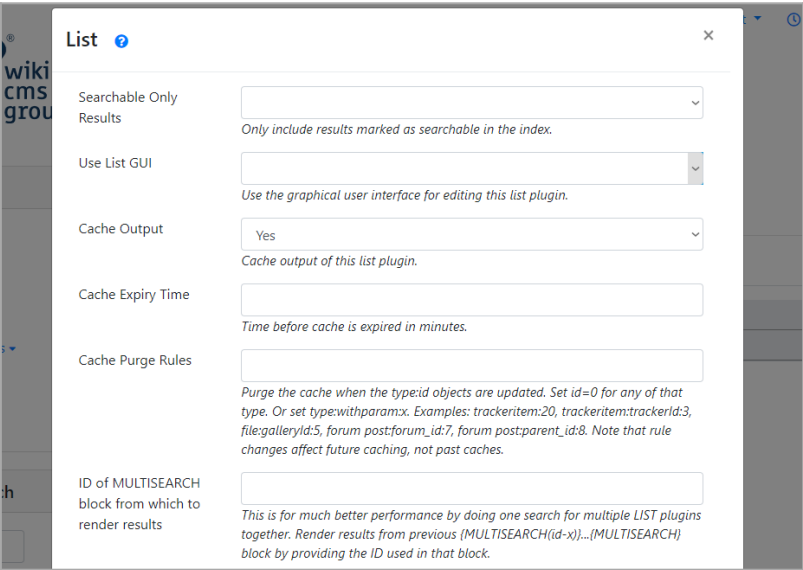 List ?
×
®
wiki
cms
grou
t
s
ch
Searchable Only
Results
Only include results marked as searchable in the index.
Use List GUI
Use the graphical user interface for editing this list plugin.
Cache Output
Yes
Cache output of this list plugin.
Cache Expiry Time
Time before cache is expired in minutes.
Cache Purge Rules
Purge the cache when the type:id objects are updated. Set id=0 for any of that
type. Or set type:withparam:x. Examples: trackeritem:20, trackeritem:trackerId:3,
file:galleryId:5, forum post:forum_id:7, forum post:parent_id:8. Note that rule
changes affect future caching, not past caches.
ID of MULTISEARCH
block from which to
render results
This is for much better performance by doing one search for multiple LIST plugins
together. Render results from previous {MULTISEARCH(id-x)}...{MULTISEARCH}
block by providing the ID used in that block.